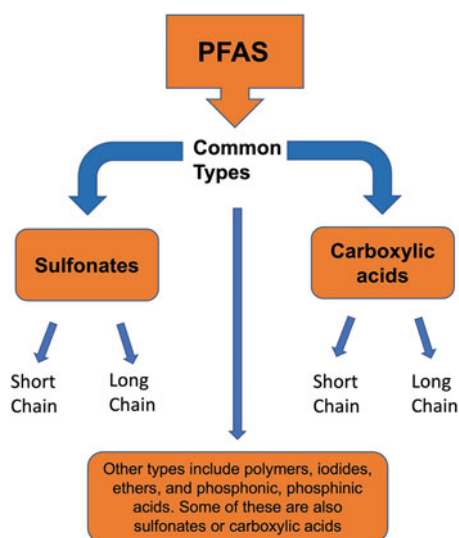 PFAS
Common
Types
Sulfonates
Carboxylic
acids
Short
Chain
Long
Chain
Short
Chain
Long
Chain
Other types include polymers, iodides,
ethers, and phosphonic, phosphinic
acids. Some of these are also
sulfonates or carboxylic acids